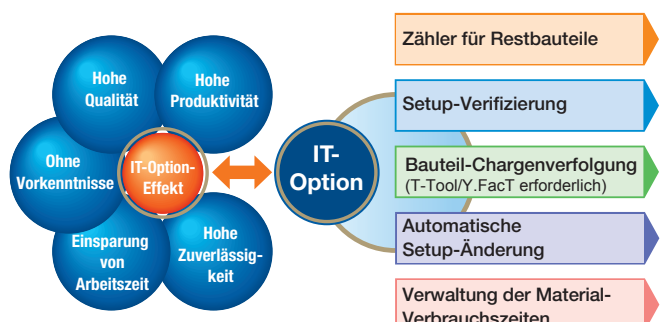 Hohe
Qualität
Hohe
Produktivität
Ohne
Vorkenntnisse
IT-Option-
Effekt
Einsparung
von
Arbeitszeit
Hohe
Zuverlässig-
keit
IT-
Option
Zähler für Restbauteile
Setup-Verifizierung
Bauteil-Chargenverfolgung
(T-Tool/Y.FacT erforderlich)
Automatische
Setup-Änderung
Verwaltung der Material-
Verbrauchszeiten